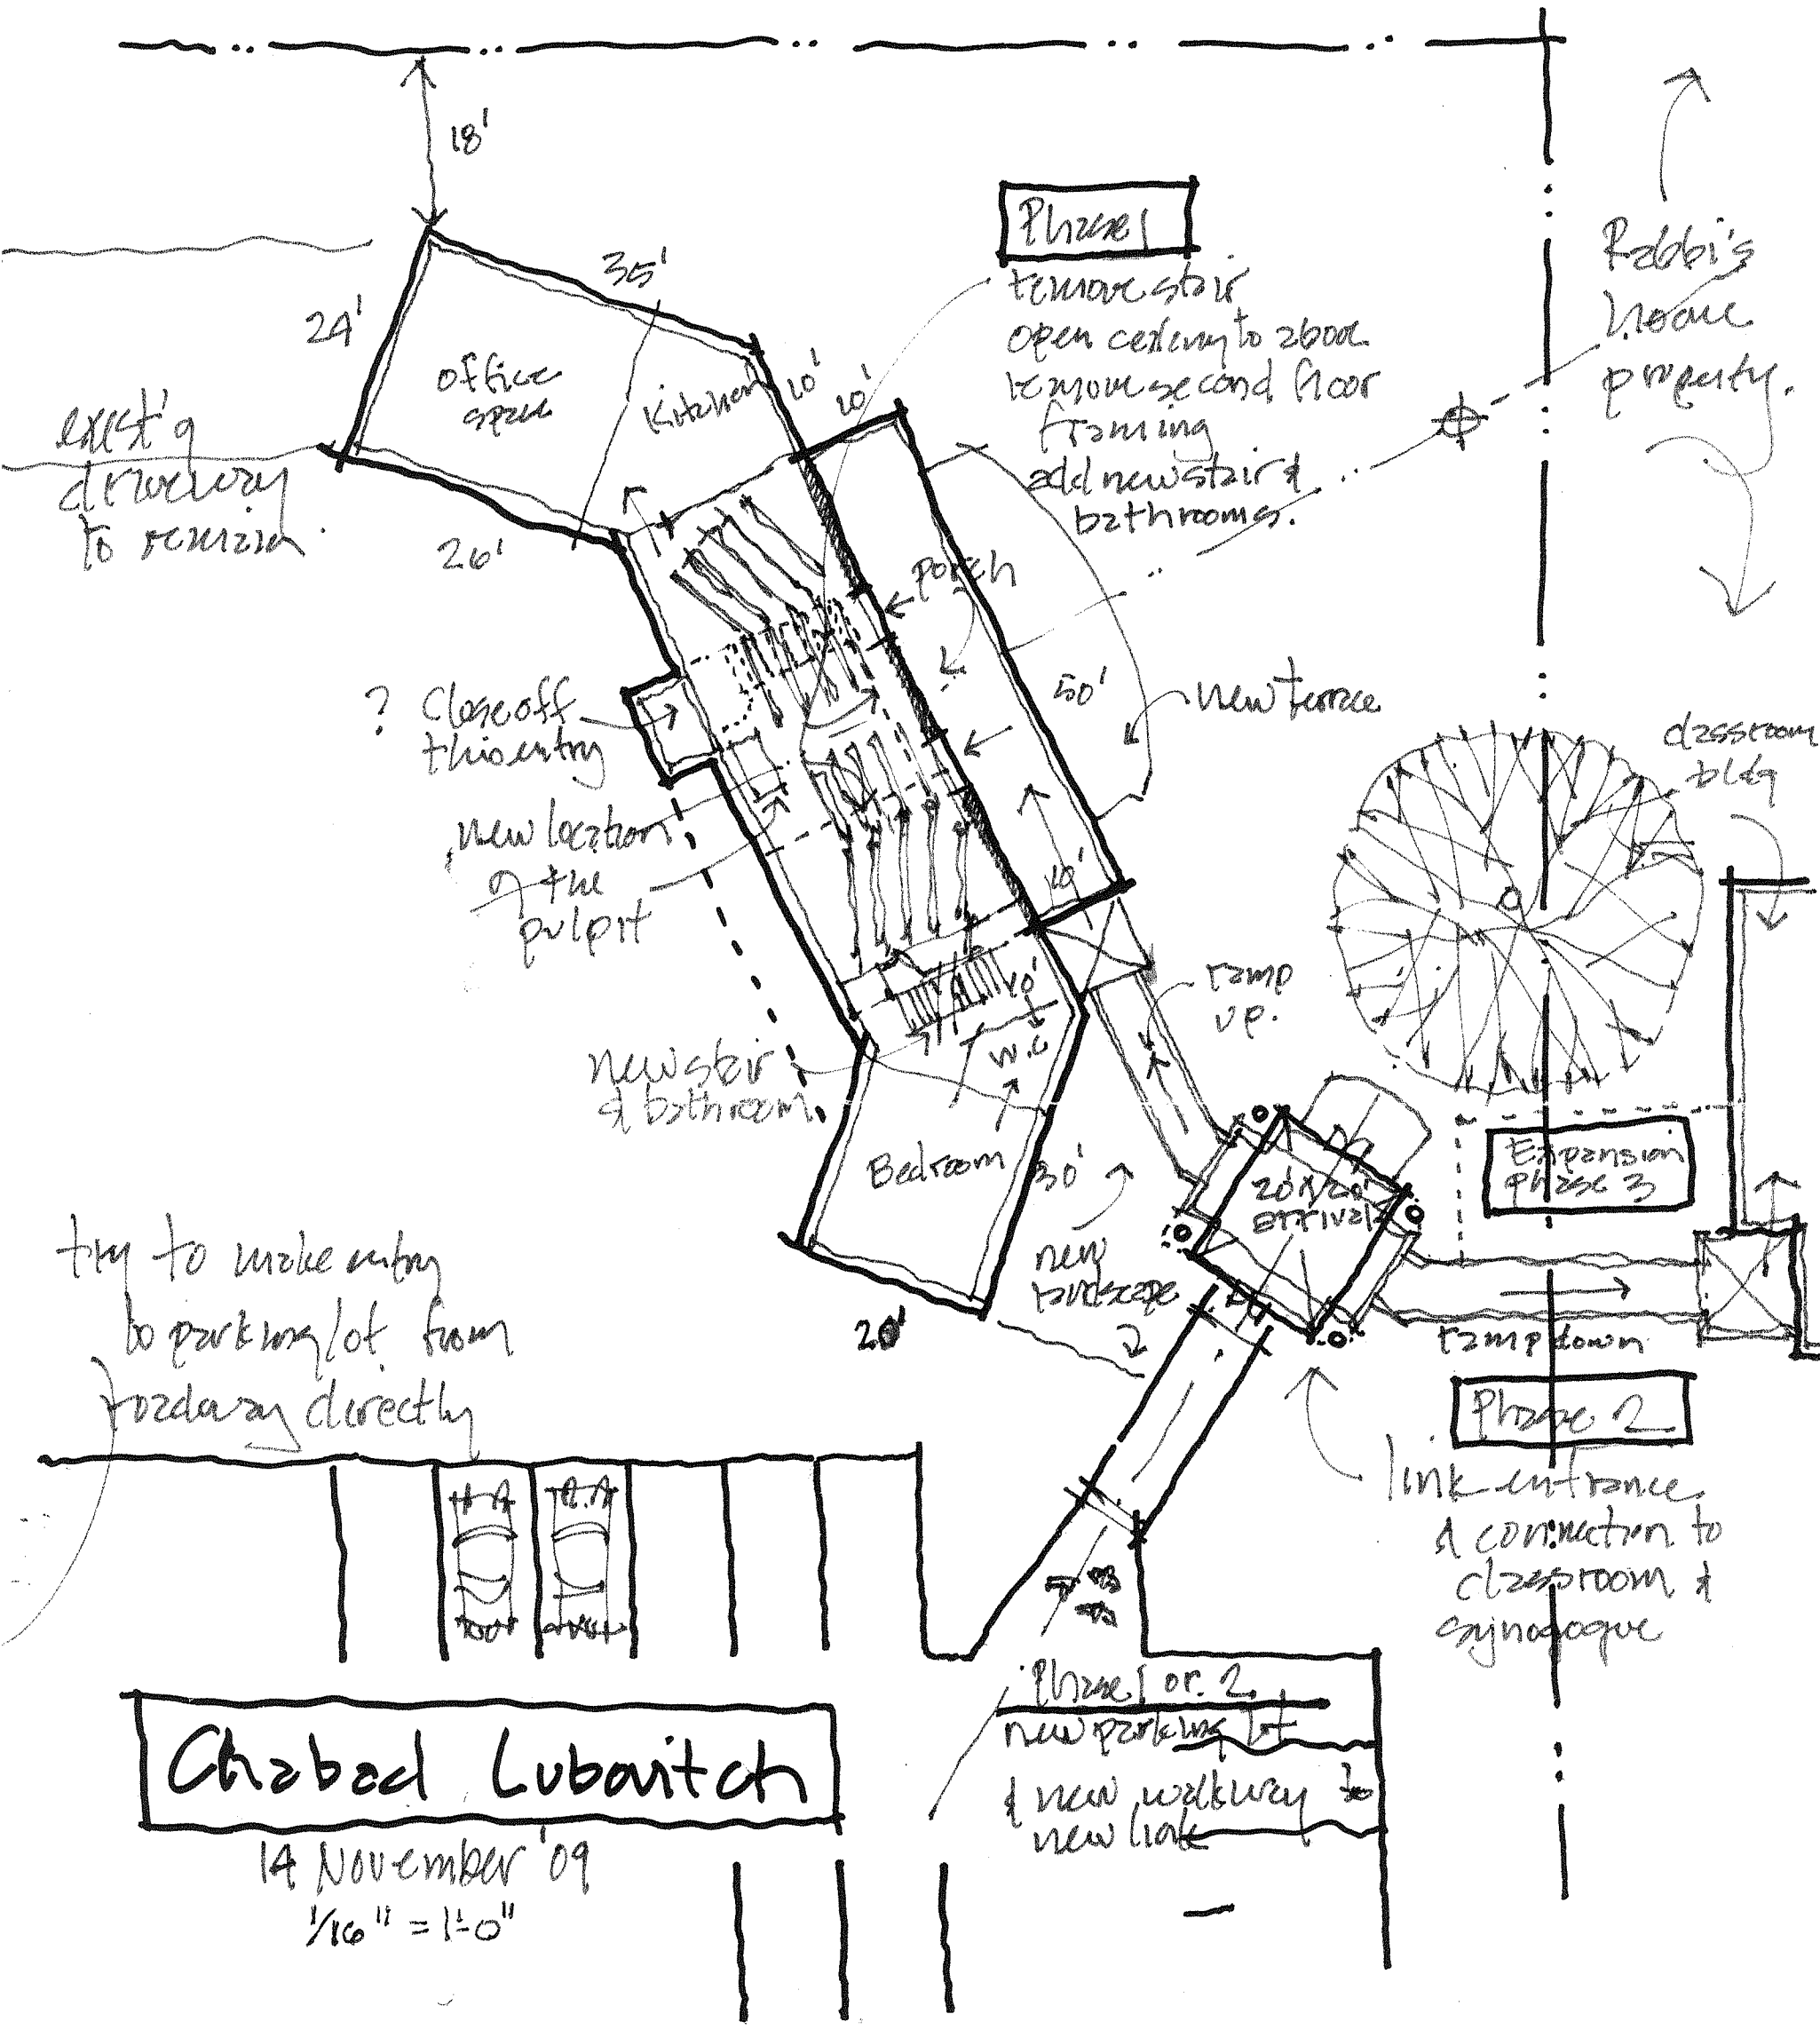 18'
Phase 1
remove stair
open ceiling to above
remove second floor
framing
add new stair &
bathrooms.
Rabbi's
home
property.
35'
24'
office
space
Kitchen
10'
10'
exist'g
driveway
to remain.
26'
porch
50'
new terrace
? Close off
this entry
new location
of the
pulpit
classroom
bldg
10'
ramp
up.
10'
W.C
new stair
& bathroom
Bedroom
30'
20'
new
landscape
20' x 20'
arrival
Expansion
phase 3
ramp down
Phase 2
link entrance
& connection to
classroom &
synagogue
try to make entry
to parking lot from
roadway directly
Phase 1 or 2
new parking lot
& new walkway to
new link
Chabad Lubovitch
14 November '09
1/16" = 1'-0"